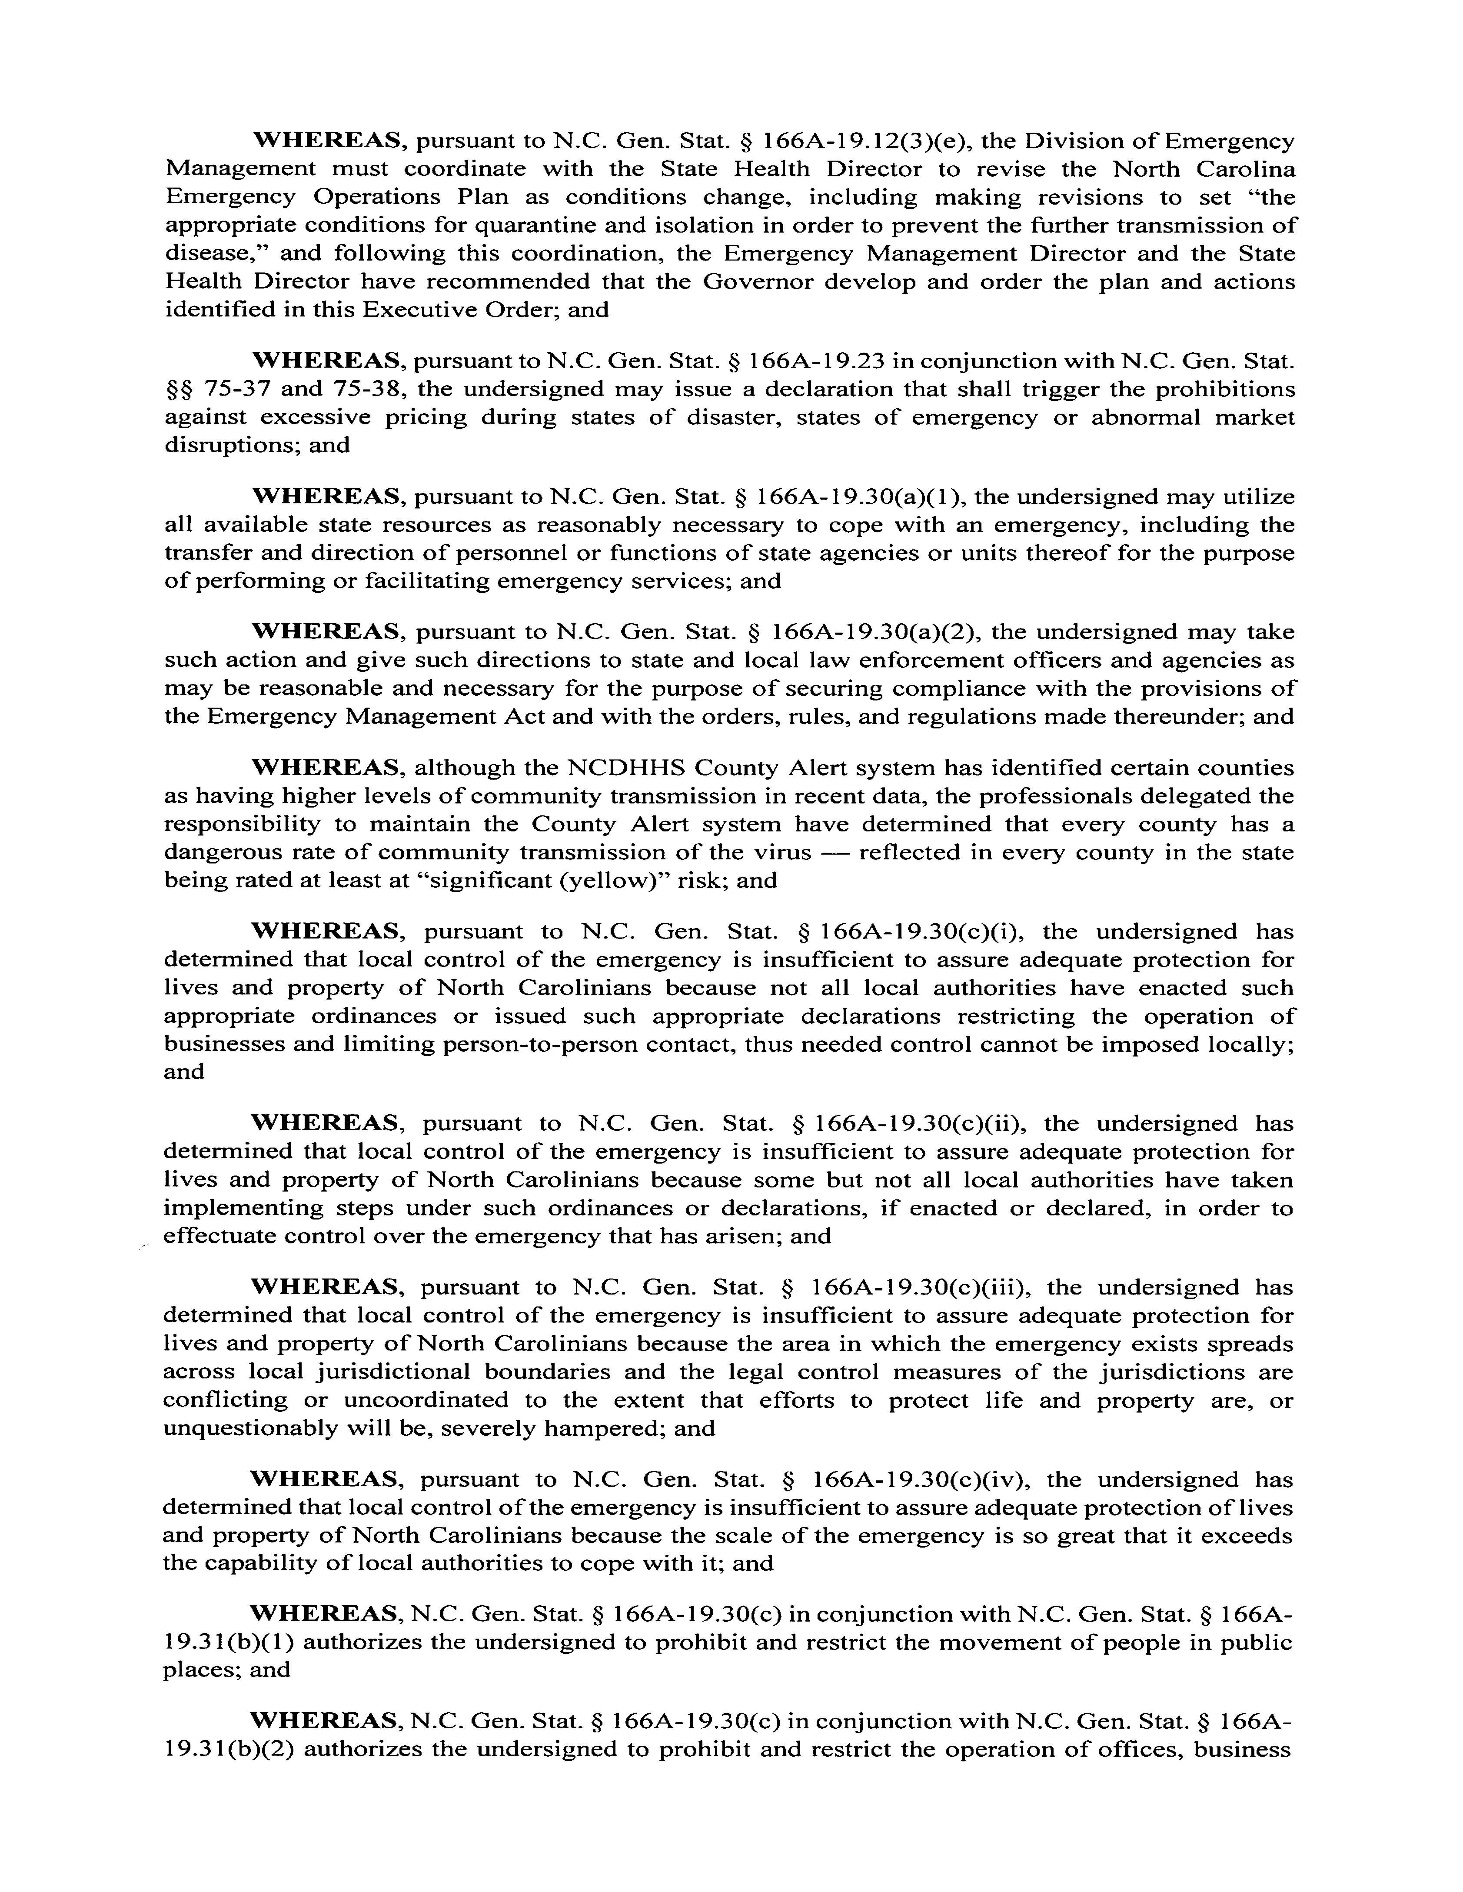 WHEREAS, pursuant to N.C. Gen. Stat. § 166A-19.12(3)(e), the Division of Emergency
Management must coordinate with the State Health Director to revise the North Carolina
Emergency Operations Plan as conditions change, including making revisions to set “the
appropriate conditions for quarantine and isolation in order to prevent the further transmission of
disease,” and following this coordination, the Emergency Management Director and the State
Health Director have recommended that the Governor develop and order the plan and actions
identified in this Executive Order; and
WHEREAS, pursuant to N.C. Gen. Stat. § 166A-19.23 in conjunction with N.C. Gen. Stat.
§§ 75-37 and 75-38, the undersigned may issue a declaration that shall trigger the prohibitions
against excessive pricing during states of disaster, states of emergency or abnormal market
disruptions; and
WHEREAS, pursuant to N.C. Gen. Stat. § 166A-19.30(a)(1), the undersigned may utilize
all available state resources as reasonably necessary to cope with an emergency, including the
transfer and direction of personnel or functions of state agencies or units thereof for the purpose
of performing or facilitating emergency services; and
WHEREAS, pursuant to N.C. Gen. Stat. § 166A-19.30(a)(2), the undersigned may take
such action and give such directions to state and local law enforcement officers and agencies as
may be reasonable and necessary for the purpose of securing compliance with the provisions of
the Emergency Management Act and with the orders, rules, and regulations made thereunder; and
WHEREAS, although the NCDHHS County Alert system has identified certain counties
as having higher levels of community transmission in recent data, the professionals delegated the
responsibility to maintain the County Alert system have determined that every county has a
dangerous rate of community transmission of the virus — reflected in every county in the state
being rated at least at “significant (yellow)” risk; and
WHEREAS, pursuant to N.C. Gen. Stat. § 166A-19.30(c)(i), the undersigned has
determined that local control of the emergency is insufficient to assure adequate protection for
lives and property of North Carolinians because not all local authorities have enacted such
appropriate ordinances or issued such appropriate declarations restricting the operation of
businesses and limiting person-to-person contact, thus needed control cannot be imposed locally;
and
WHEREAS, pursuant to N.C. Gen. Stat. § 166A-19.30(c)(ii), the undersigned has
determined that local control of the emergency is insufficient to assure adequate protection for
lives and property of North Carolinians because some but not all local authorities have taken
implementing steps under such ordinances or declarations, if enacted or declared, in order to
effectuate control over the emergency that has arisen; and
WHEREAS, pursuant to N.C. Gen. Stat. § 166A-19.30(c)(iii), the undersigned has
determined that local control of the emergency is insufficient to assure adequate protection for
lives and property of North Carolinians because the area in which the emergency exists spreads
across local jurisdictional boundaries and the legal control measures of the jurisdictions are
conflicting or uncoordinated to the extent that efforts to protect life and property are, or
unquestionably will be, severely hampered; and
WHEREAS, pursuant to N.C. Gen. Stat. § 166A-19.30(c)(iv), the undersigned has
determined that local control of the emergency is insufficient to assure adequate protection of lives
and property of North Carolinians because the scale of the emergency is so great that it exceeds
the capability of local authorities to cope with it; and
WHEREAS, N.C. Gen. Stat. § 166A-19.30(c) in conjunction with N.C. Gen. Stat. § 166A-
19.31(b)(1) authorizes the undersigned to prohibit and restrict the movement of people in public
places; and
WHEREAS, N.C. Gen. Stat. § 166A-19.30(c) in conjunction with N.C. Gen. Stat. § 166A-
19.31(b)(2) authorizes the undersigned to prohibit and restrict the operation of offices, business